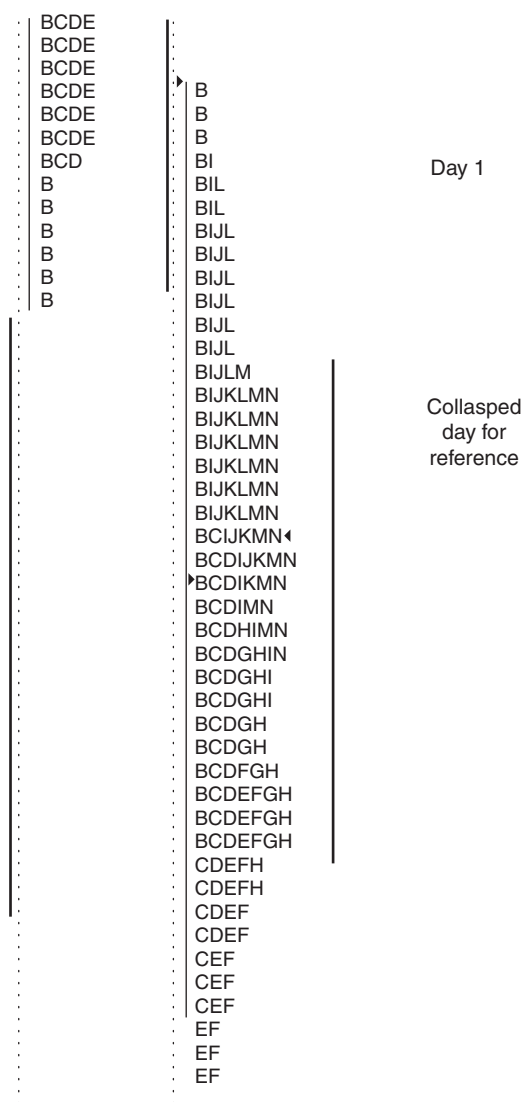 BCDE
BCDE
BCDE
BCDE
BCDE
BCDE
BCD
B
B
B
B
B
B
B
B
B
BI
BIL
BIL
BIJL
BIJL
BIJL
BIJL
BIJL
BIJL
BIJLM
BIJKLMN
BIJKLMN
BIJKLMN
BIJKLMN
BIJKLMN
BIJKLMN
BCIJKMN
BCDIJKMN
BCDIKMN
BCDIMN
BCDHIMN
BCDGHIN
BCDGHI
BCDGHI
BCDGH
BCDGH
BCDFGH
BCDEFGH
BCDEFGH
BCDEFGH
CDEFH
CDEFH
CDEF
CDEF
CEF
CEF
CEF
EF
EF
EF
Day 1
Collasped
day for
reference